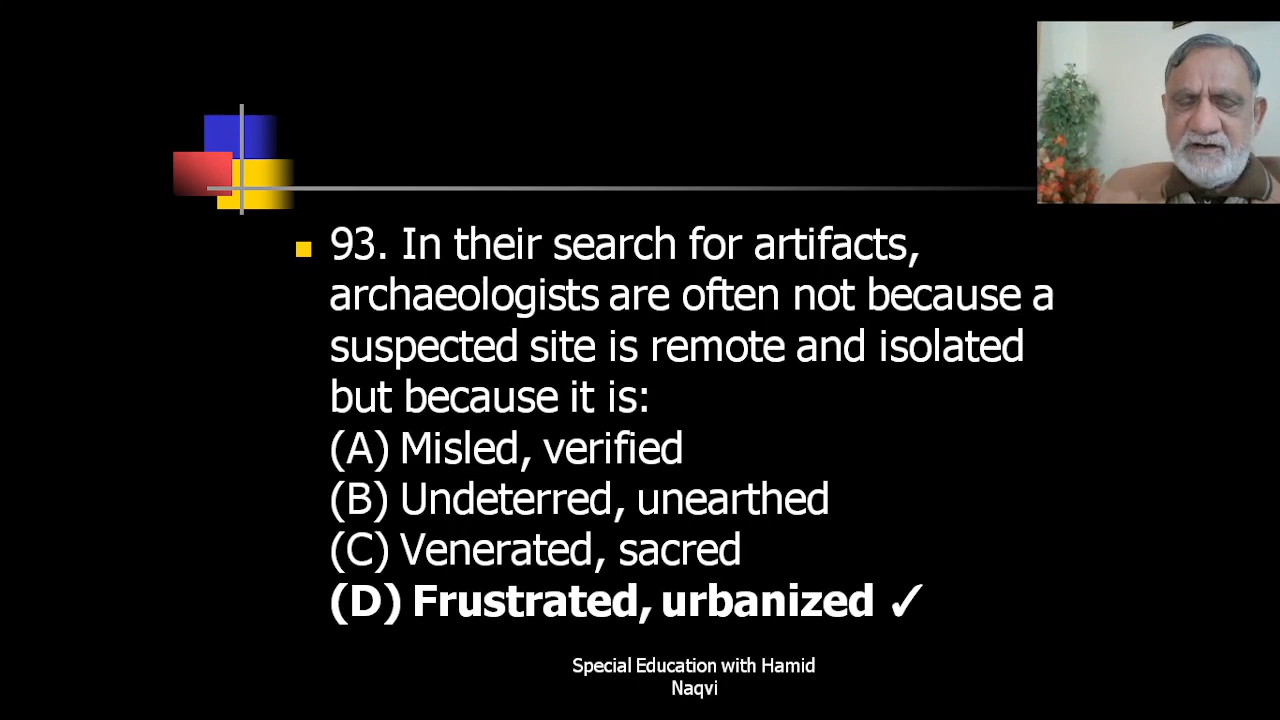 93. In their search for artifacts,
archaeologists are often not because a
suspected site is remote and isolated
but because it is:
(A) Misled, verified
(B) Undeterred, unearthed
(C) Venerated, sacred
(D) Frustrated, urbanized ✓
Special Education with Hamid
Naqvi